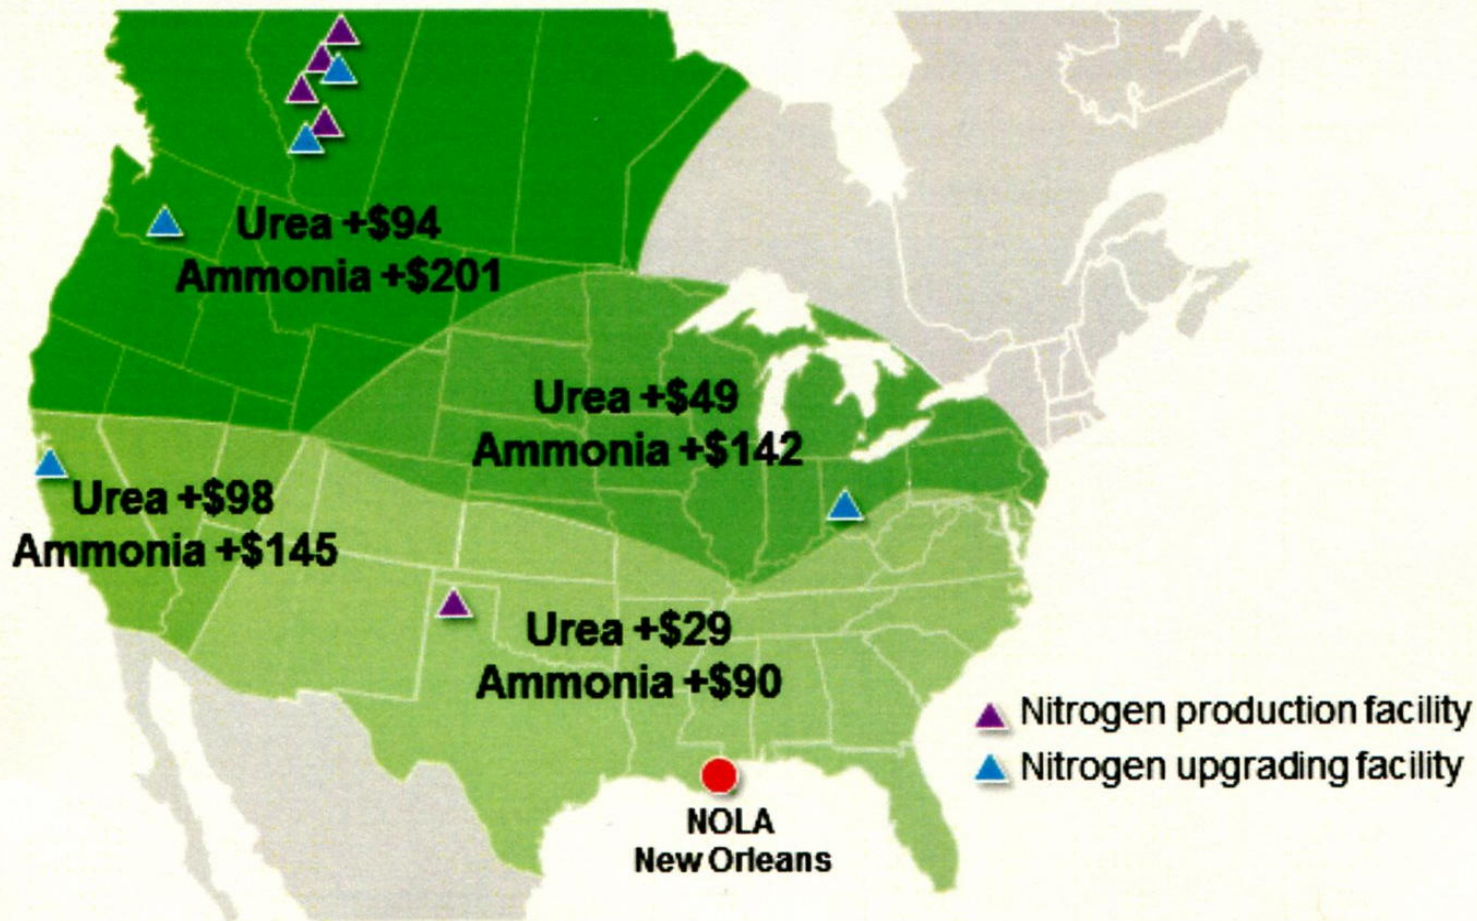 Urea +$94
Ammonia +$201
Urea +$49
Ammonia +$142
Urea +$98
Ammonia +$145
Urea +$29
Ammonia +$90
Nitrogen production facility
Nitrogen upgrading facility
NOLA
New Orleans